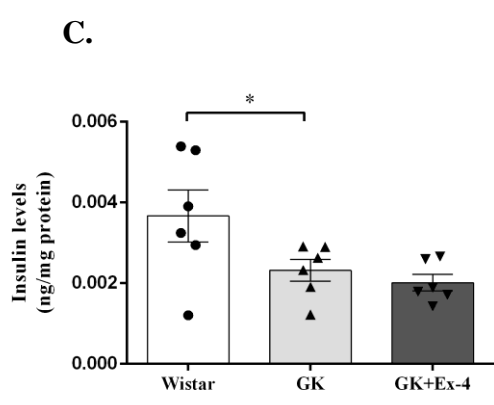 C.
*
0.006
0.004
0.002
0.000
Insulin levels
(ng/mg protein)
Wistar GK GK+Ex-4